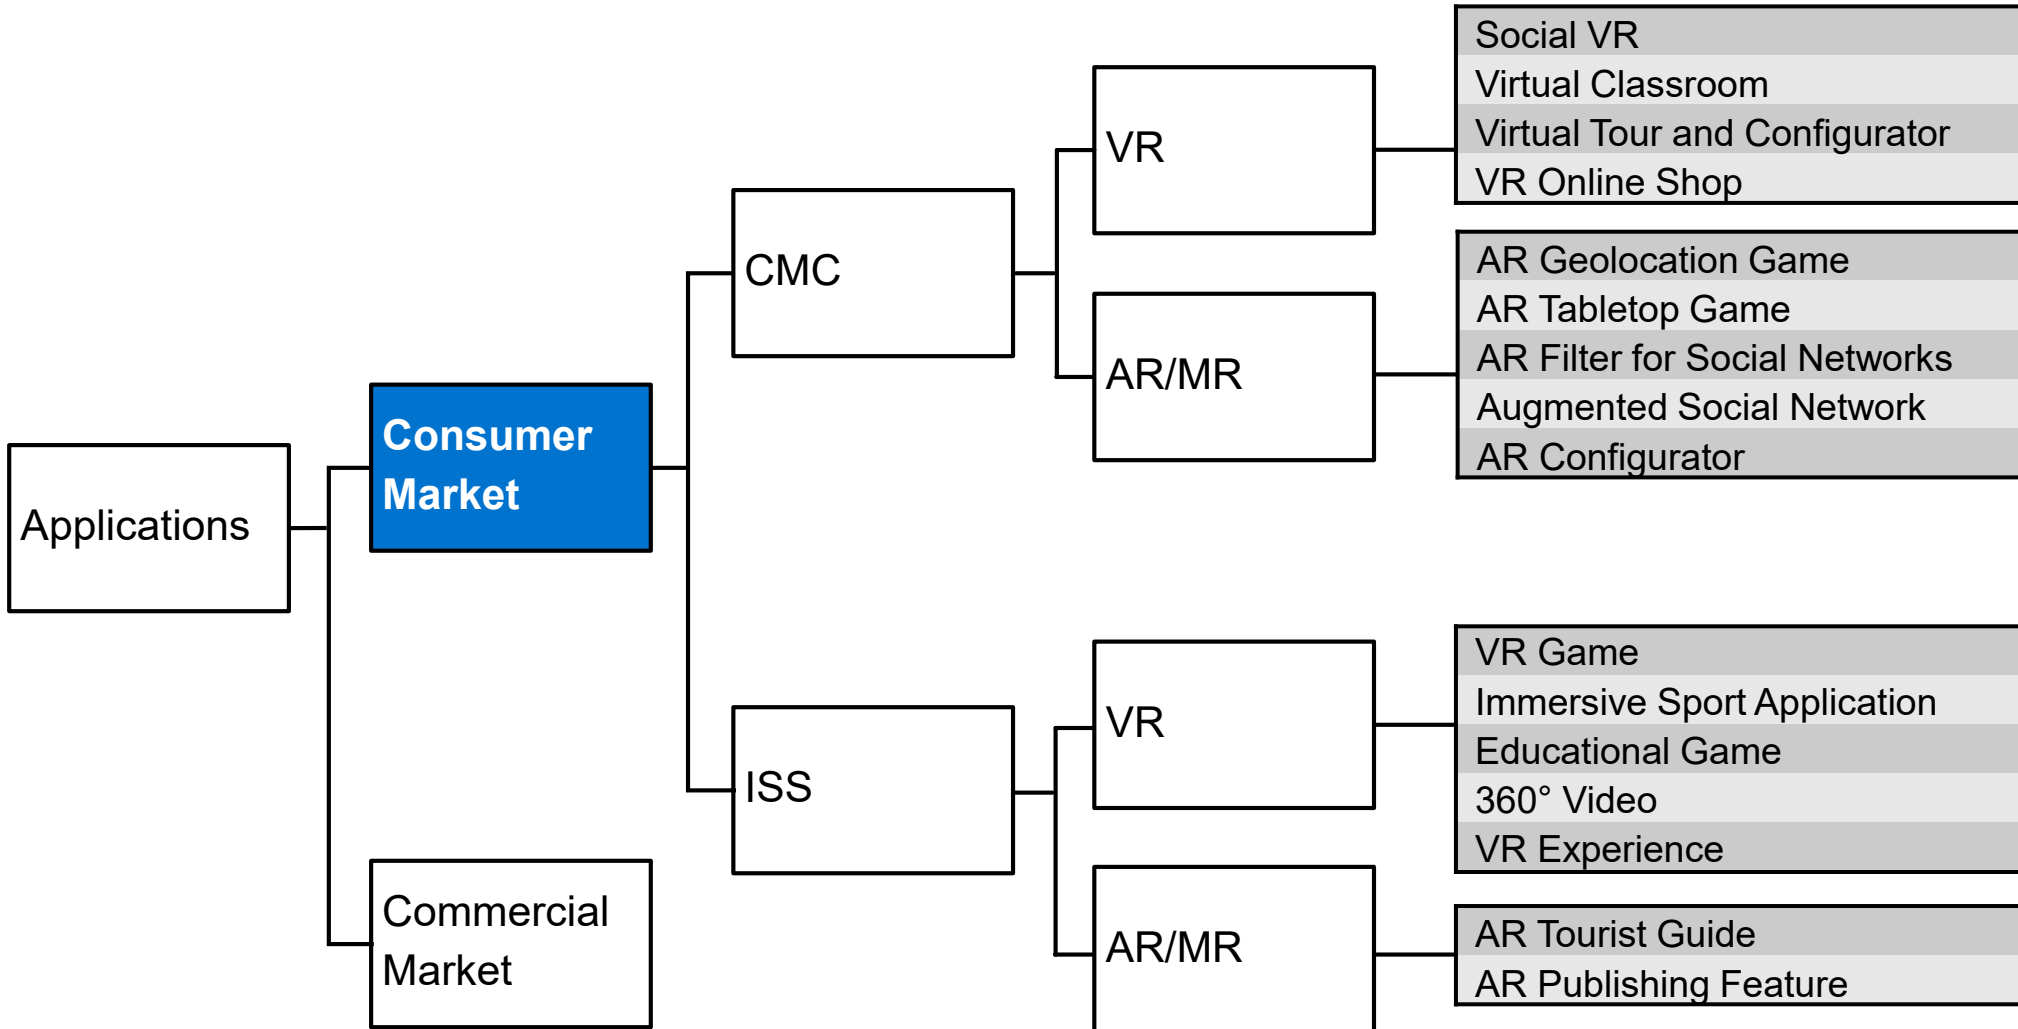 Applications
Consumer
Market
Commercial
Market
CMC
ISS
VR
AR/MR
VR
AR/MR
Social VR
Virtual Classroom
Virtual Tour and Configurator
VR Online Shop
AR Geolocation Game
AR Tabletop Game
AR Filter for Social Networks
Augmented Social Network
AR Configurator
VR Game
Immersive Sport Application
Educational Game
360° Video
VR Experience
AR Tourist Guide
AR Publishing Feature